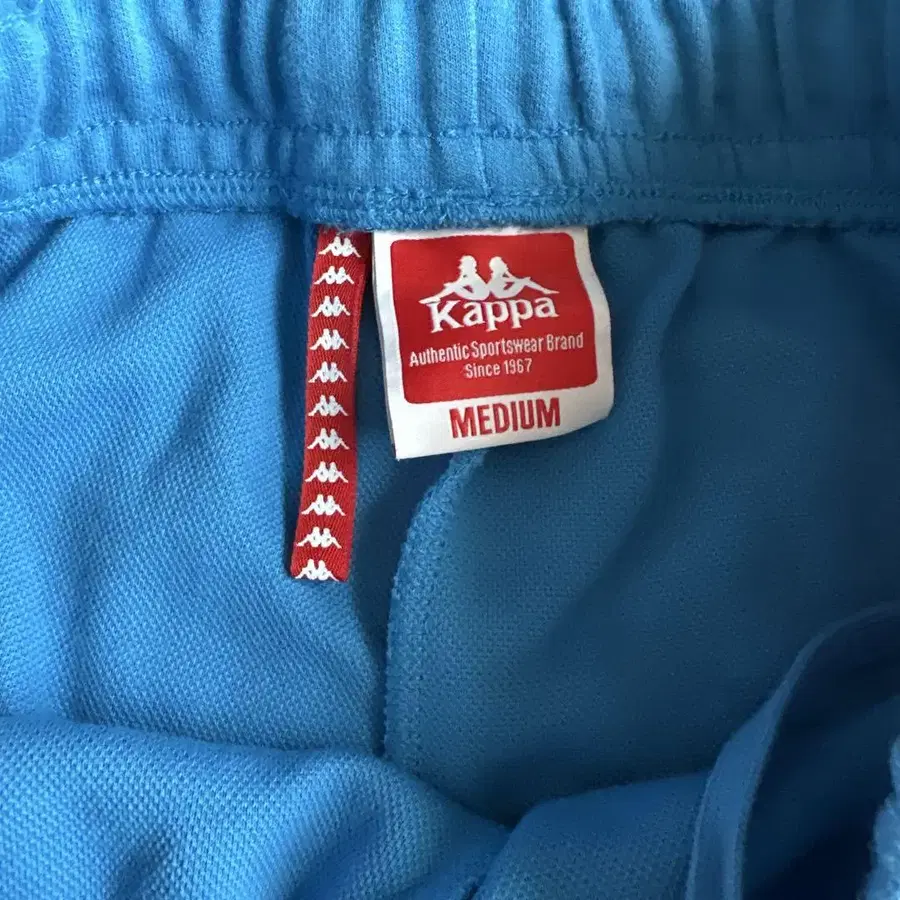 Kappa
Authentic Sportswear Brand
Since 1967
MEDIUM